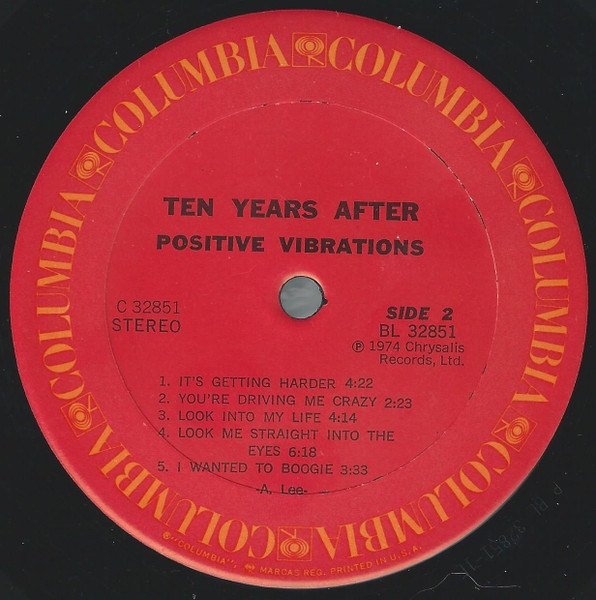 COLUMBIA COLUMBIA COLUMBIA COLUMBIA COLUMBIA COLUMBIA
TEN YEARS AFTER
POSITIVE VIBRATIONS
C 32851
STEREO
SIDE 2
BL 32851
℗ 1974 Chrysalis
Records, Ltd.
1. IT'S GETTING HARDER 4:22
2. YOU'RE DRIVING ME CRAZY 2:23
3. LOOK INTO MY LIFE 4:14
4. LOOK ME STRAIGHT INTO THE
EYES 6:18
5. I WANTED TO BOOGIE 3:33
-A. Lee-
®"COLUMBIA", MARCAS REG. PRINTED IN U.S.A.